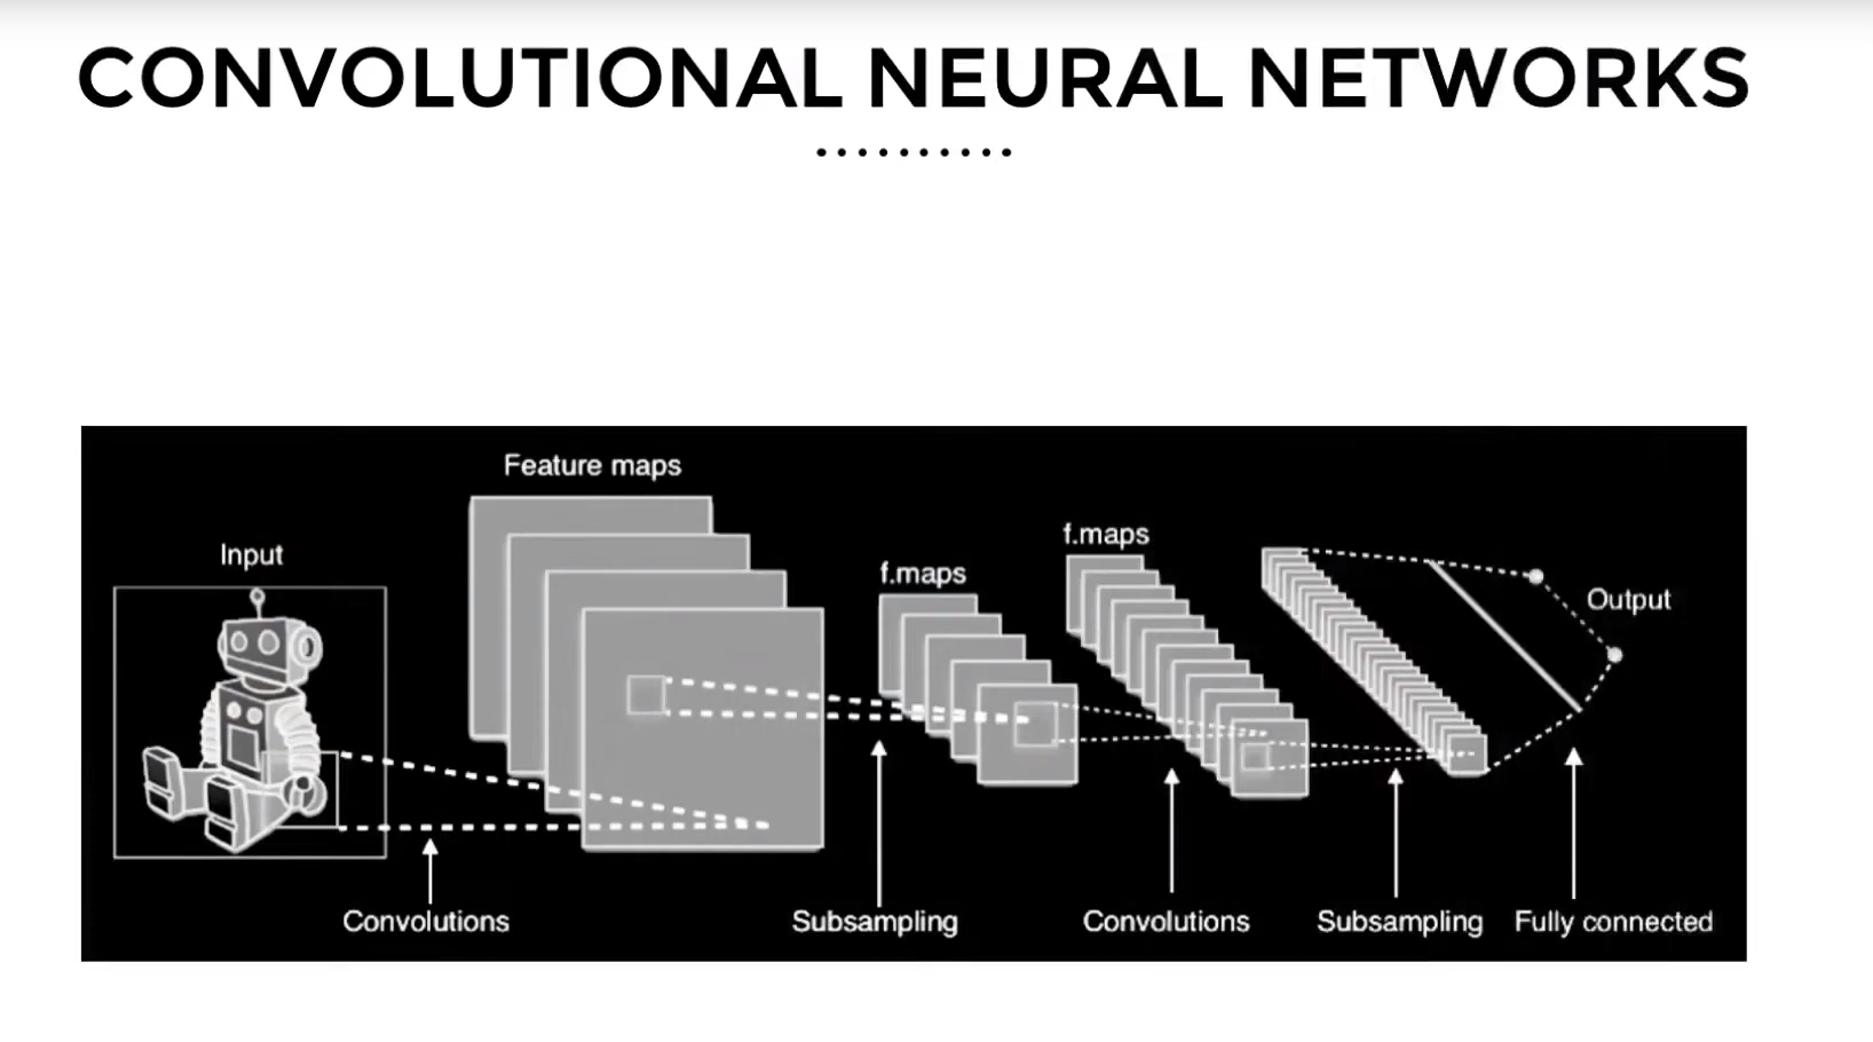 CONVOLUTIONAL NEURAL NETWORKS
Feature maps
f.maps
Input
f.maps
Output
Convolutions
Subsampling
Convolutions
Subsampling
Fully connected